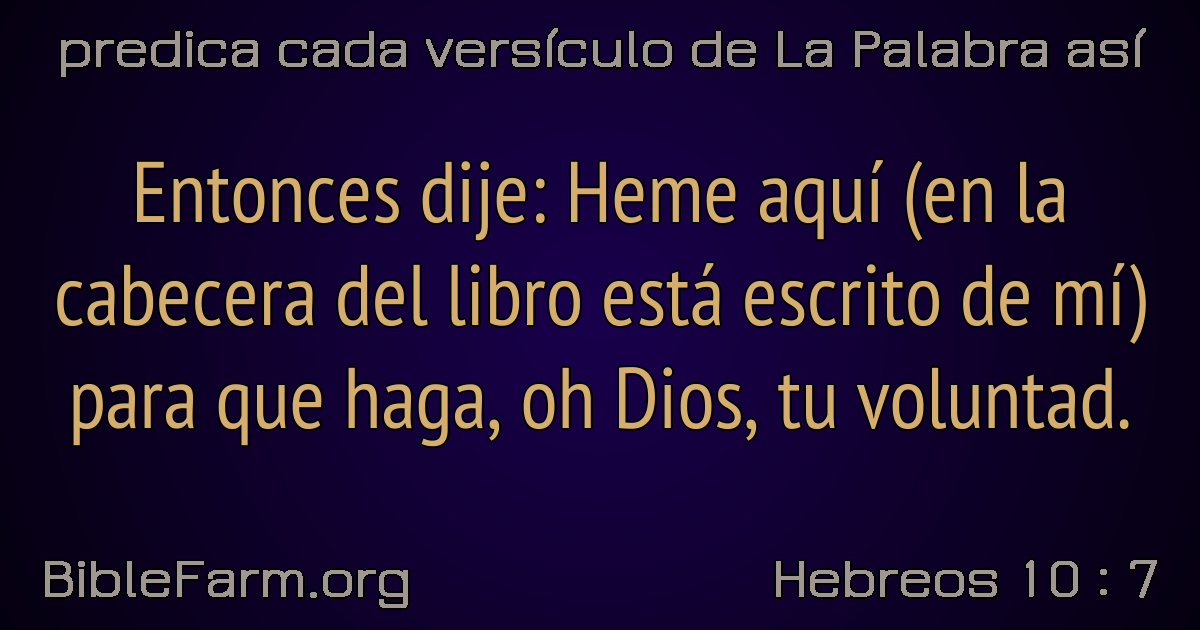 predica cada versículo de La Palabra así
Entonces dije: Heme aquí (en la
cabecera del libro está escrito de mí)
para que haga, oh Dios, tu voluntad.
BibleFarm.org
Hebreos 10 : 7